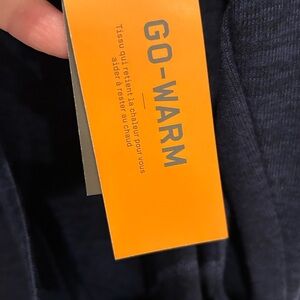 GO-WARM
Tissu qui retient la chaleur pour vous
aider à rester au chaud